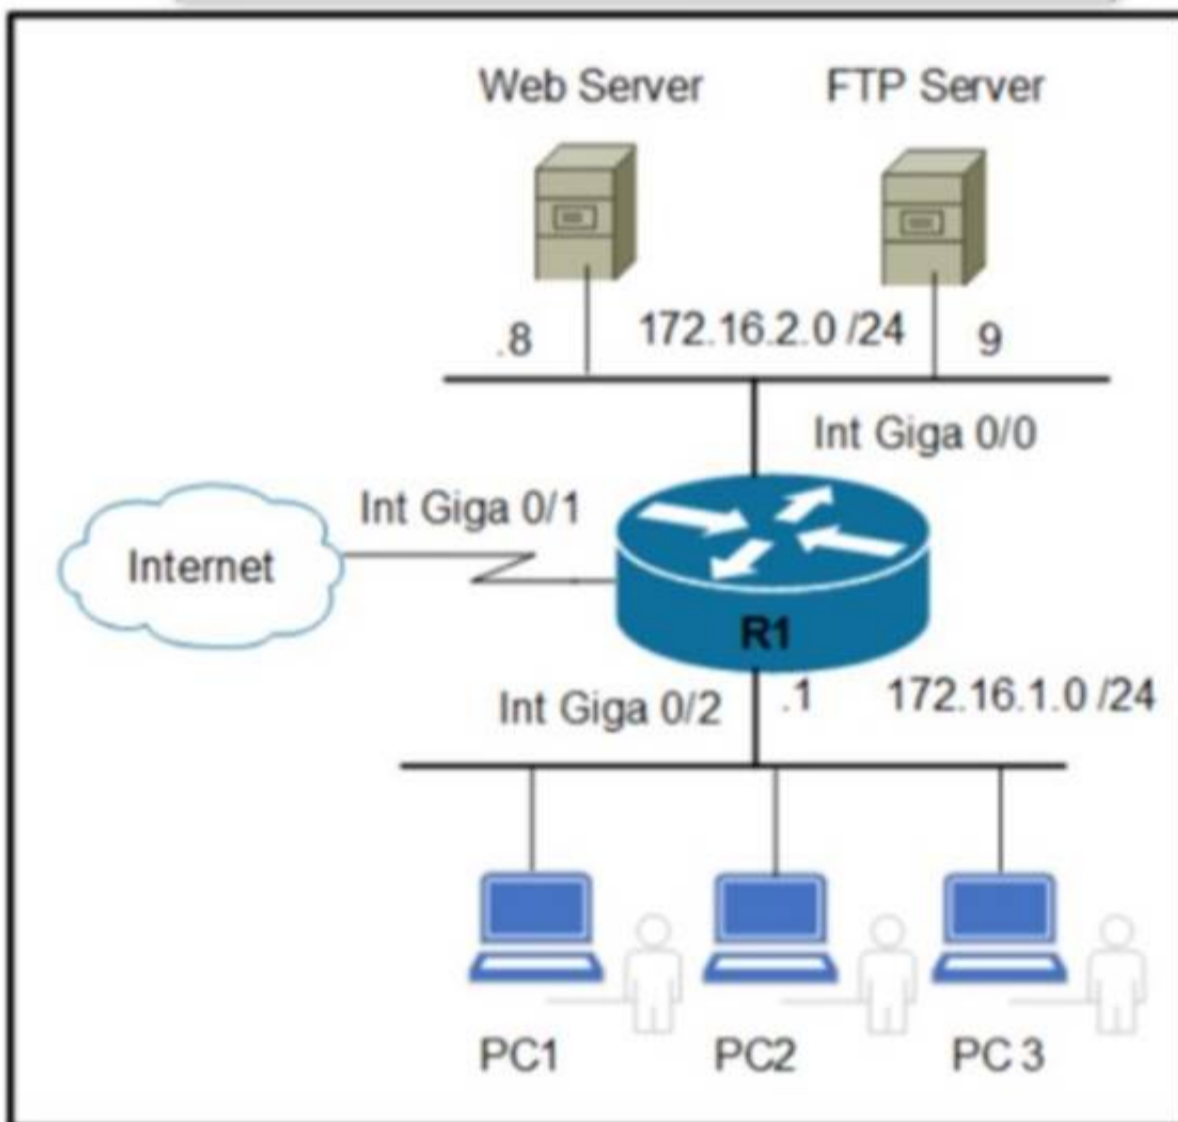 Web Server
FTP Server
.8
172.16.2.0 /24
9
Int Giga 0/0
Int Giga 0/1
Internet
R1
Int Giga 0/2
.1
172.16.1.0 /24
PC1
PC2
PC 3